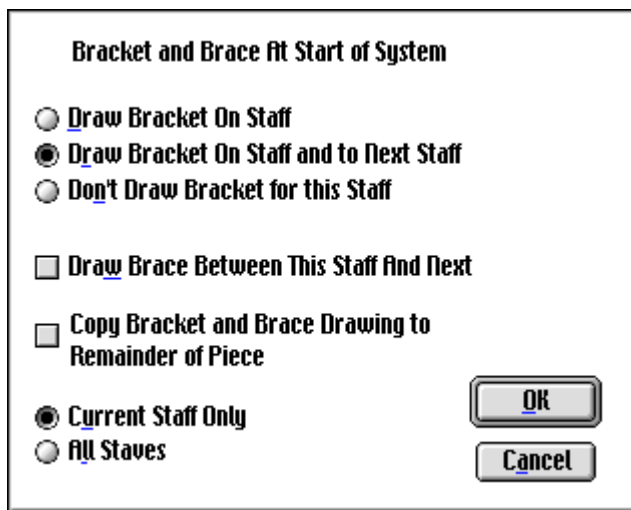 Bracket and Brace At Start of System
Draw Bracket On Staff
Draw Bracket On Staff and to Next Staff
Don't Draw Bracket for this Staff
Draw Brace Between This Staff And Next
Copy Bracket and Brace Drawing to
Remainder of Piece
Current Staff Only
All Staves
OK
Cancel